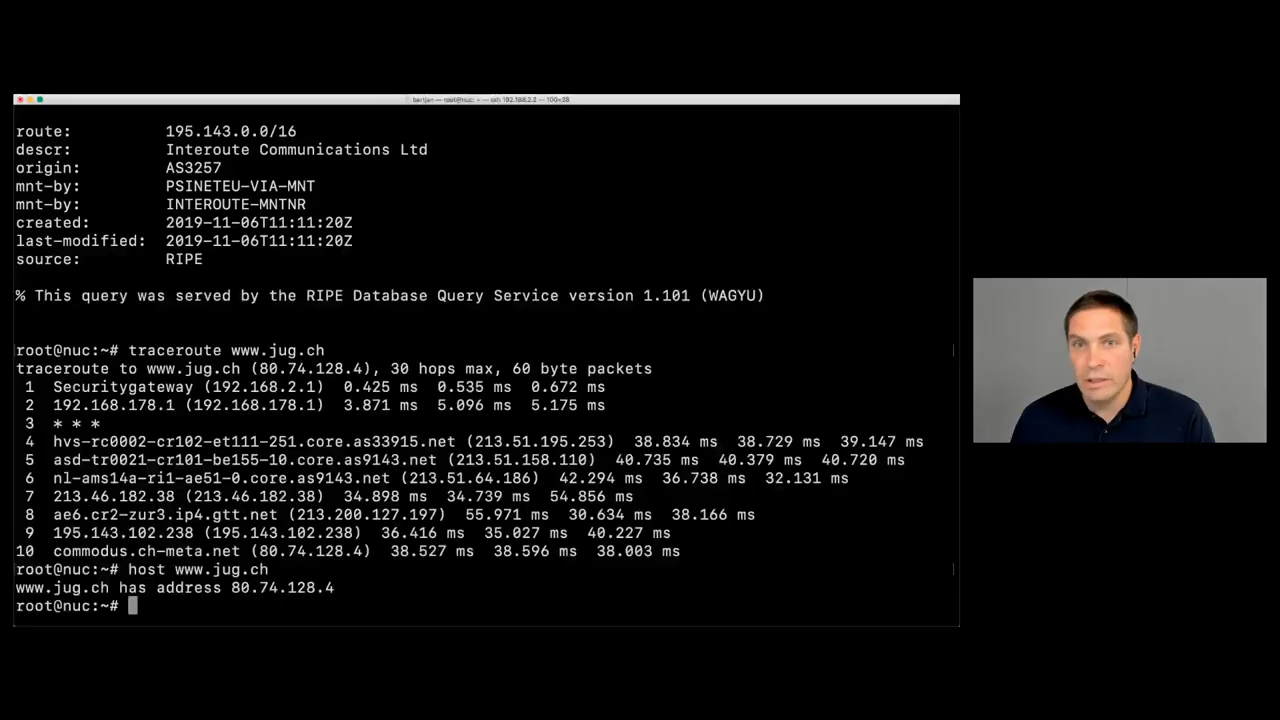 bertjan — root@nuc: ~ — ssh 192.168.2.2 — 100×28
route: 195.143.0.0/16
descr: Interoute Communications Ltd
origin: AS3257
mnt-by: PSINETEU-VIA-MNT
mnt-by: INTEROUTE-MNTNR
created: 2019-11-06T11:11:20Z
last-modified: 2019-11-06T11:11:20Z
source: RIPE
% This query was served by the RIPE Database Query Service version 1.101 (WAGYU)
root@nuc:~# traceroute www.jug.ch
traceroute to www.jug.ch (80.74.128.4), 30 hops max, 60 byte packets
1 Securitygateway (192.168.2.1) 0.425 ms 0.535 ms 0.672 ms
2 192.168.178.1 (192.168.178.1) 3.871 ms 5.096 ms 5.175 ms
3 * * *
4 hvs-rc0002-cr102-et111-251.core.as33915.net (213.51.195.253) 38.834 ms 38.729 ms 39.147 ms
5 asd-tr0021-cr101-be155-10.core.as9143.net (213.51.158.110) 40.735 ms 40.379 ms 40.720 ms
6 nl-ams14a-ri1-ae51-0.core.as9143.net (213.51.64.186) 42.294 ms 36.738 ms 32.131 ms
7 213.46.182.38 (213.46.182.38) 34.898 ms 34.739 ms 54.856 ms
8 ae6.cr2-zur3.ip4.gtt.net (213.200.127.197) 55.971 ms 30.634 ms 38.166 ms
9 195.143.102.238 (195.143.102.238) 36.416 ms 35.027 ms 40.227 ms
10 commodus.ch-meta.net (80.74.128.4) 38.527 ms 38.596 ms 38.003 ms
root@nuc:~# host www.jug.ch
www.jug.ch has address 80.74.128.4
root@nuc:~#